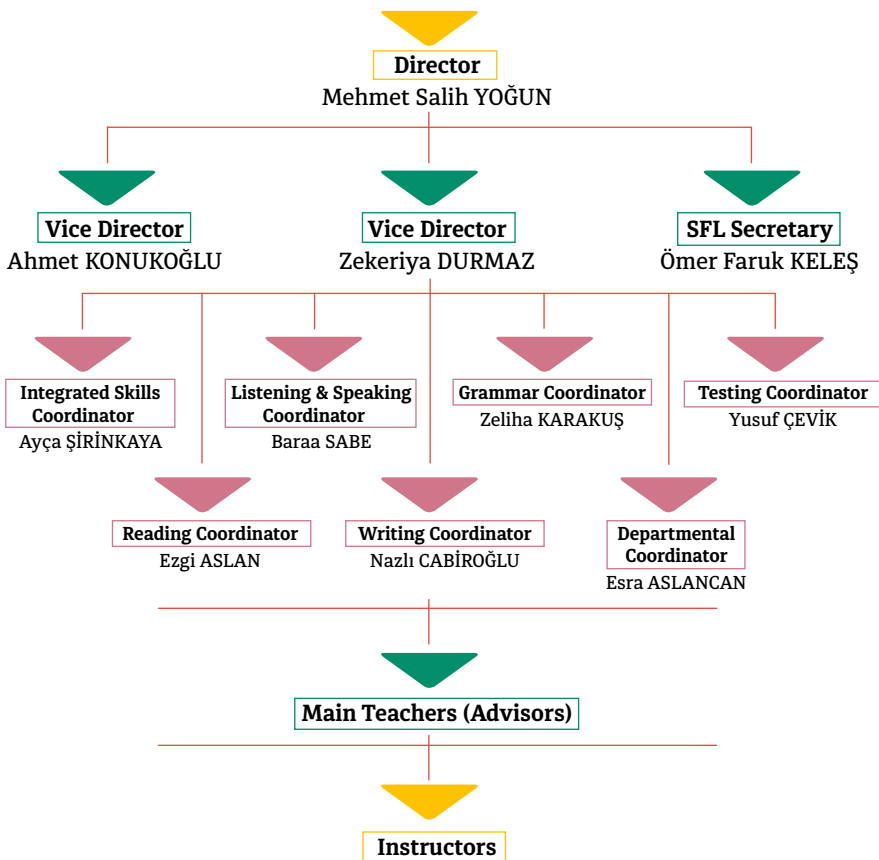 Director
Mehmet Salih YOĞUN
Vice Director
Ahmet KONUKOĞLU
Vice Director
Zekeriya DURMAZ
SFL Secretary
Ömer Faruk KELEŞ
Integrated Skills
Coordinator
Ayça ŞİRİNKAYA
Listening & Speaking
Coordinator
Baraa SABE
Grammar Coordinator
Zeliha KARAKUŞ
Testing Coordinator
Yusuf ÇEVİK
Reading Coordinator
Ezgi ASLAN
Writing Coordinator
Nazlı CABİROĞLU
Departmental
Coordinator
Esra ASLANCAN
Main Teachers (Advisors)
Instructors